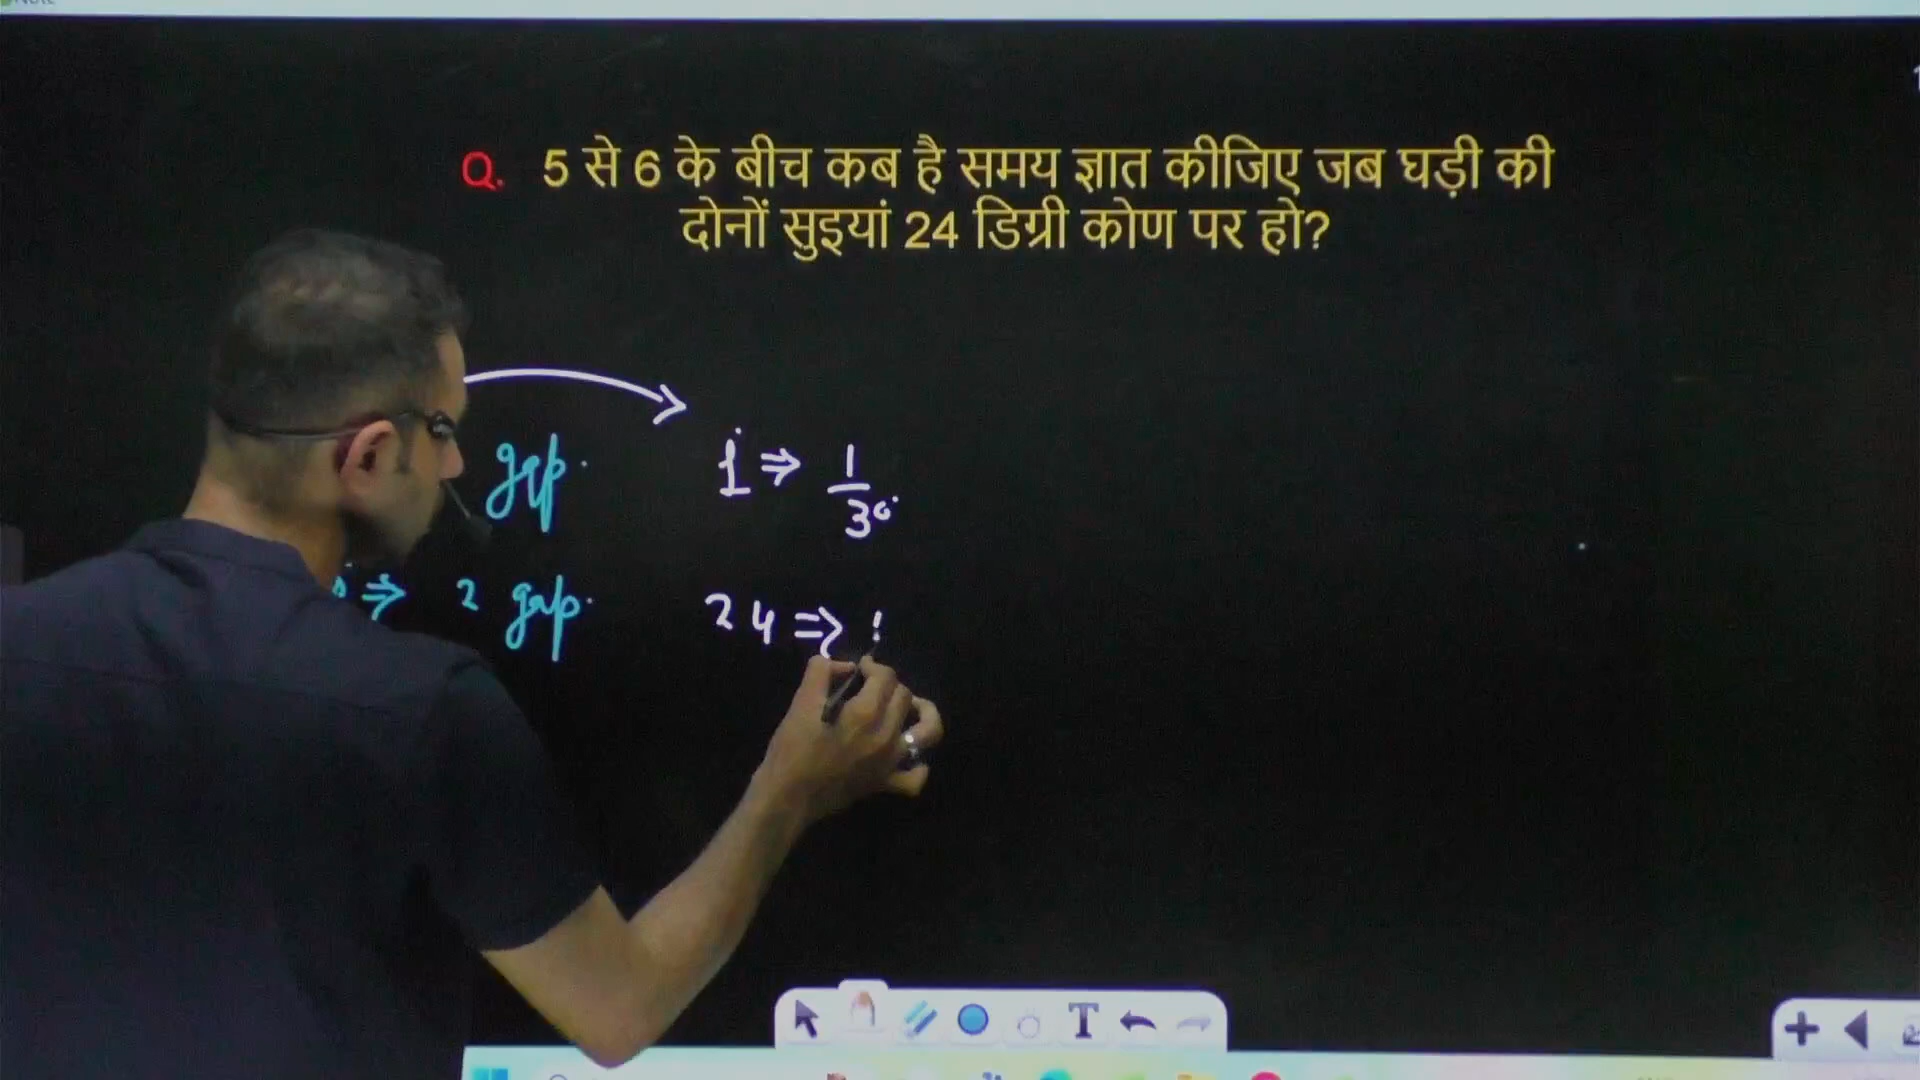 Q. 5 से 6 के बीच कब है समय ज्ञात कीजिए जब घड़ी की
दोनों सुइयां 24 डिग्री कोण पर हो?
gap. 1° ⇒ 1/30
⇒ 2 gap. 24 ⇒
T